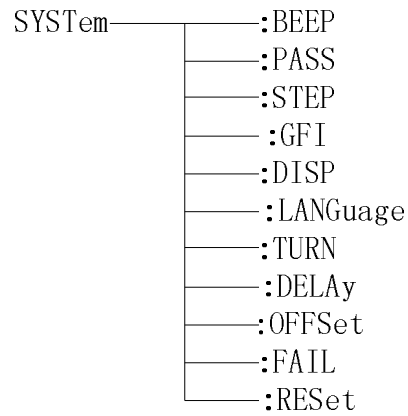 SYSTem :BEEP
:PASS
:STEP
:GFI
:DISP
:LANGuage
:TURN
:DELAy
:OFFSet
:FAIL
:RESet